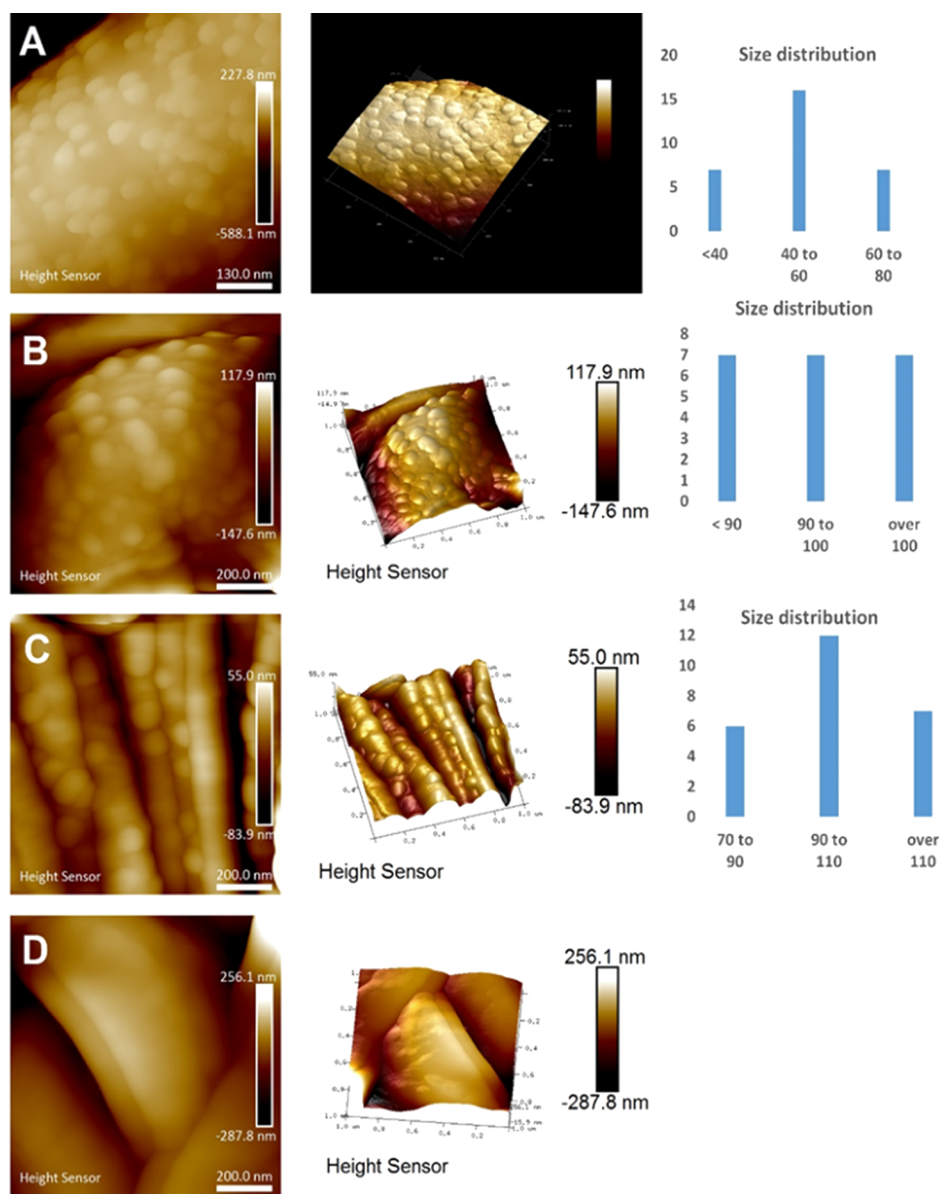 A
227.8 nm
-588.1 nm
Height Sensor
130.0 nm
Size distribution
20
15
10
5
0
<40
40 to
60
60 to
80
B
117.9 nm
-147.6 nm
Height Sensor
200.0 nm
117.9 nm
-147.6 nm
Height Sensor
Size distribution
8
7
6
5
4
3
2
1
0
< 90
90 to
100
over
100
C
55.0 nm
-83.9 nm
Height Sensor
200.0 nm
55.0 nm
55.0 nm
-83.9 nm
Height Sensor
Size distribution
14
12
10
8
6
4
2
0
70 to
90
90 to
110
over
110
D
256.1 nm
-287.8 nm
Height Sensor
200.0 nm
256.1 nm
-287.8 nm
Height Sensor